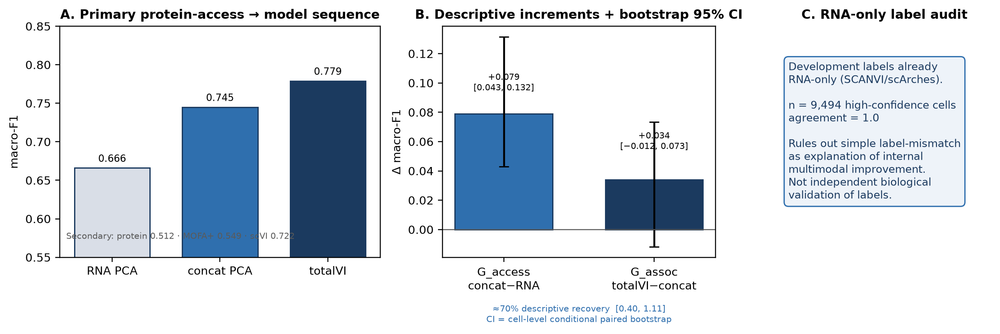 A. Primary protein-access → model sequence
0.85
0.80
0.75
0.70
0.65
0.60
0.55
macro-F1
0.666
0.745
0.779
Secondary: protein 0.512 · MOFA+ 0.549 · scVI 0.722
RNA PCA
concat PCA
totalVI
B. Descriptive increments + bootstrap 95% CI
0.12
0.10
0.08
0.06
0.04
0.02
0.00
Δ macro-F1
+0.079
[0.043, 0.132]
+0.034
[−0.012, 0.073]
G_access
concat−RNA
G_assoc
totalVI−concat
≈70% descriptive recovery [0.40, 1.11]
CI = cell-level conditional paired bootstrap
C. RNA-only label audit
Development labels already
RNA-only (SCANVI/scArches).
n = 9,494 high-confidence cells
agreement = 1.0
Rules out simple label-mismatch
as explanation of internal
multimodal improvement.
Not independent biological
validation of labels.